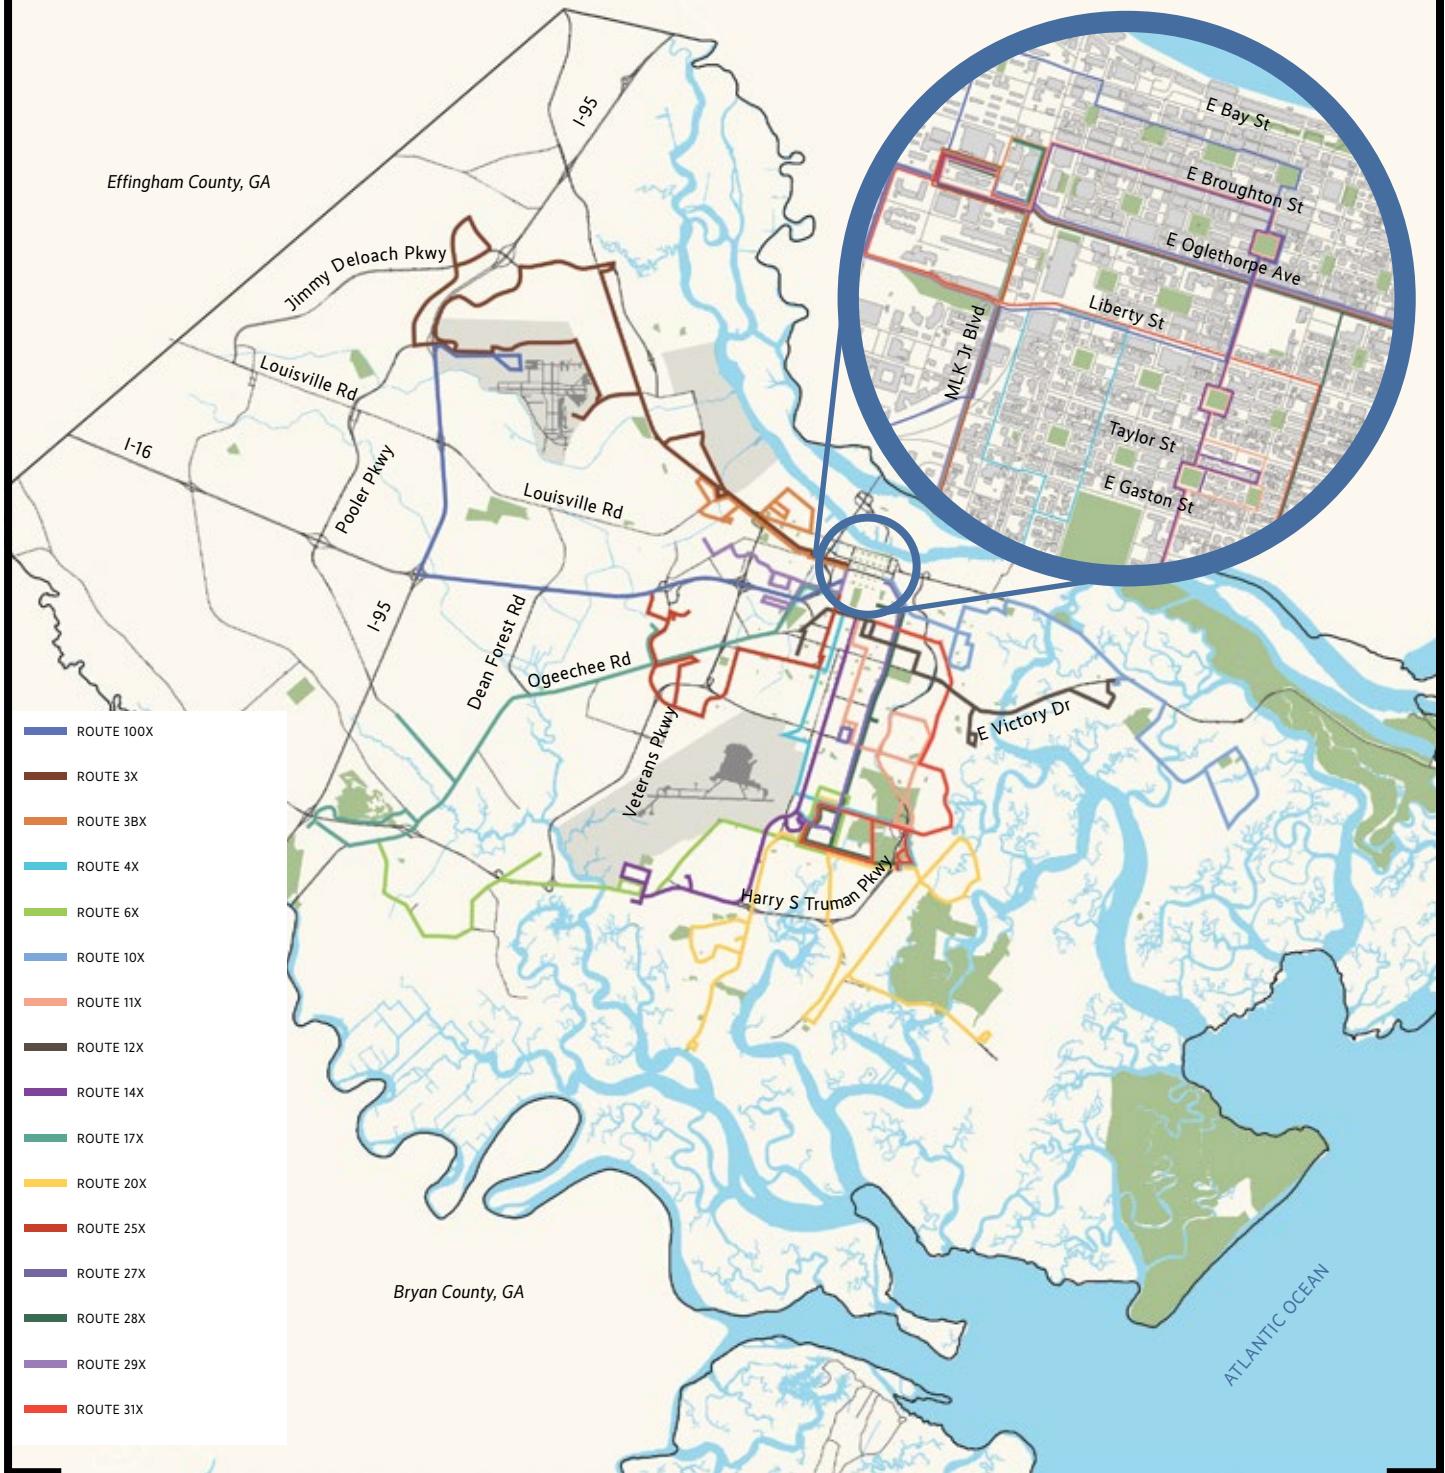 I-95
E Bay St
Effingham County, GA
E Broughton St
E Oglethorpe Ave
Jimmy Deloach Pkwy
Liberty St
MLK Jr Blvd
Louisville Rd
Taylor St
I-16
Pooler Pkwy
E Gaston St
Louisville Rd
I-95
Dean Forest Rd
Ogeechee Rd
E Victory Dr
Veterans Pkwy
Harry S Truman Pkwy
ROUTE 100X
ROUTE 3X
ROUTE 3BX
ROUTE 4X
ROUTE 6X
ROUTE 10X
ROUTE 11X
ROUTE 12X
ROUTE 14X
ROUTE 17X
ROUTE 20X
ROUTE 25X
ROUTE 27X
ROUTE 28X
ROUTE 29X
ROUTE 31X
Bryan County, GA
ATLANTIC OCEAN